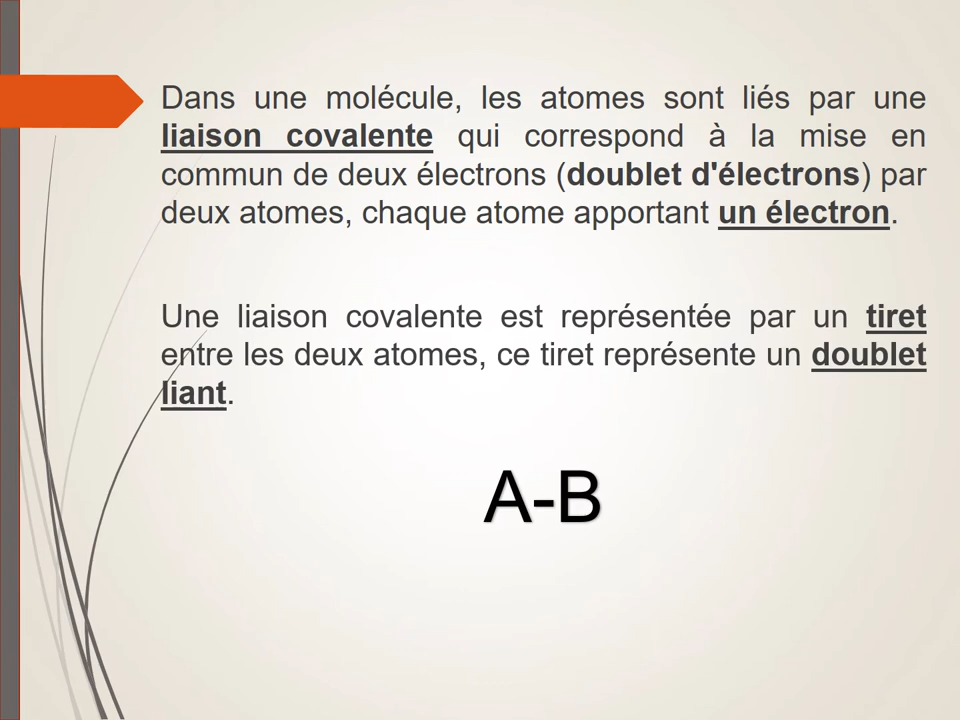 Dans une molécule, les atomes sont liés par une
liaison covalente qui correspond à la mise en
commun de deux électrons (doublet d'électrons) par
deux atomes, chaque atome apportant un électron.
Une liaison covalente est représentée par un tiret
entre les deux atomes, ce tiret représente un doublet
liant.
A-B